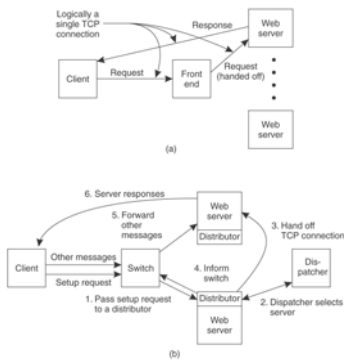 Logically a
single TCP
connection
Response
Web
server
Client
Request
Front
end
Request
(handed off)
Web
server
(a)
6. Server responses
Web
server
Distributor
5. Forward
other
messages
3. Hand off
TCP connection
Other messages
Client
Setup request
Switch
4. Inform
switch
Dis-
patcher
1. Pass setup request
to a distributor
Distributor
Web
server
2. Dispatcher selects
server
(b)